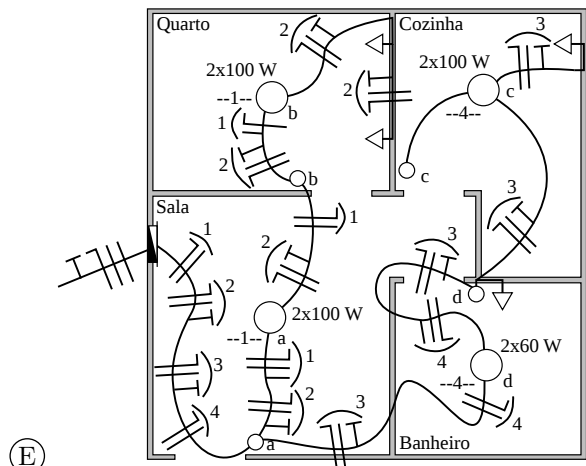 Quarto
Cozinha
2
3
2x100 W
2x100 W
--1--
b
2
c
--4--
1
2
b
c
Sala
3
1
1
2
3
2
d
a
2x100 W
--1--
4
2x60 W
3
1
--4--
d
4
2
3
4
a
Banheiro
E